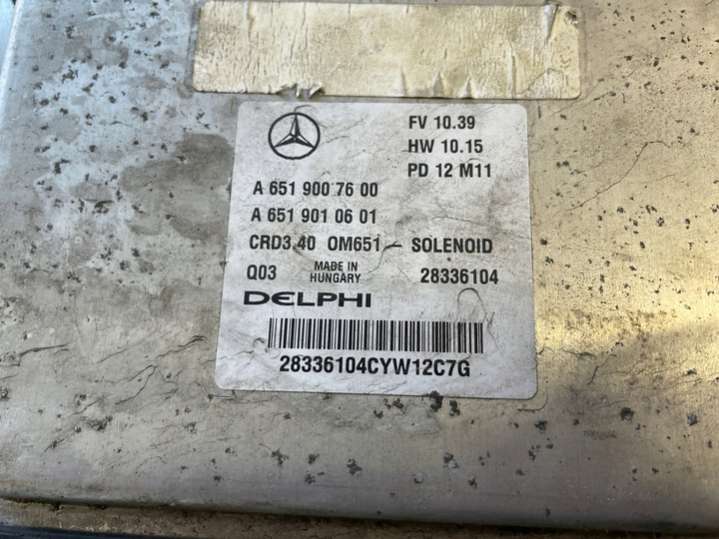 FV 10.39
HW 10.15
PD 12 M11
A 651 900 76 00
A 651 901 06 01
CRD3.40 OM651 - SOLENOID
Q03 MADE IN HUNGARY 28336104
DELPHI
28336104CYW12C7G